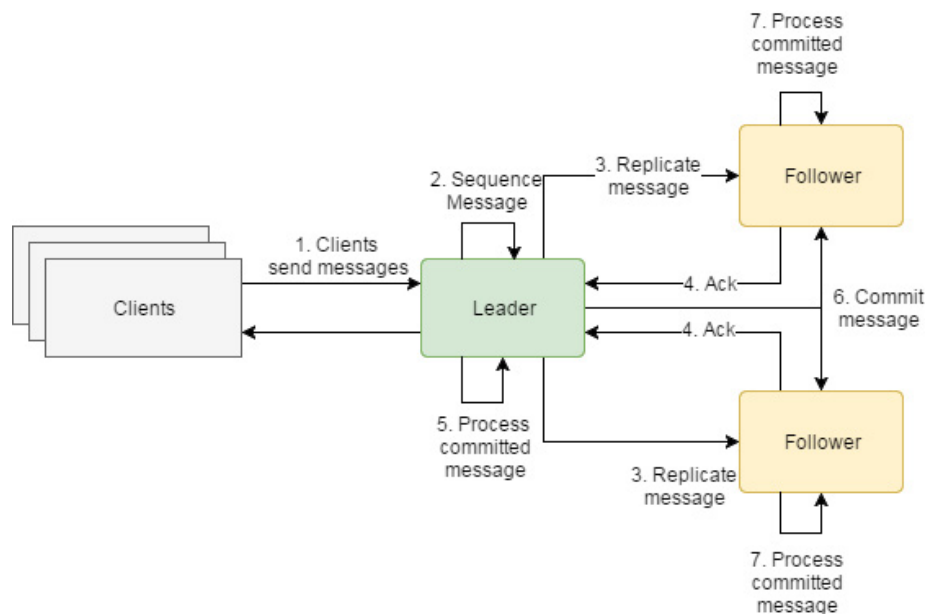 7. Process
committed
message
Follower
3. Replicate
message
2. Sequence
Message
1. Clients
send messages
Clients
Leader
4. Ack
6. Commit
message
4. Ack
5. Process
committed
message
Follower
3. Replicate
message
7. Process
committed
message